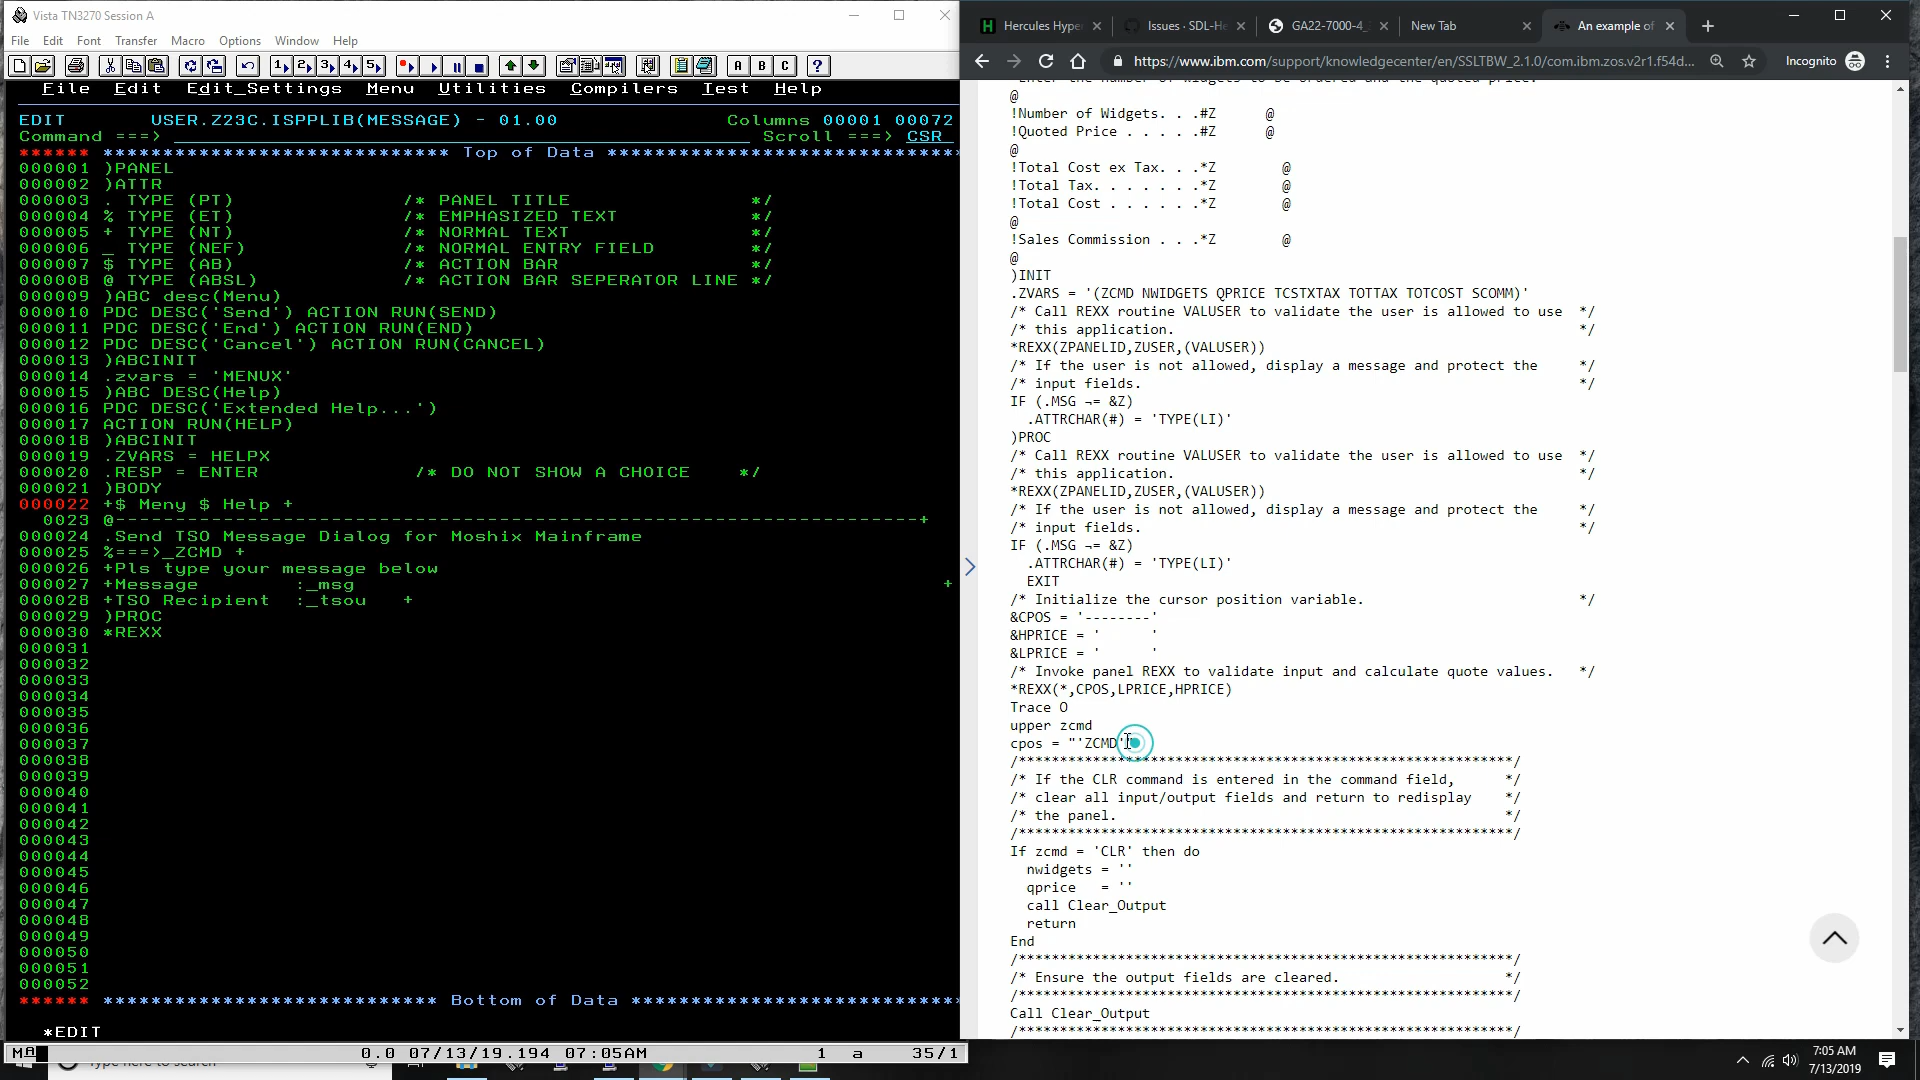 Vista TN3270 Session A
File Edit Font Transfer Macro Options Window Help
File Edit Edit_Settings Menu Utilities Compilers Test Help
EDIT USER.Z23C.ISPPLIB(MESSAGE) - 01.00 Columns 00001 00072
Command ===> Scroll ===> CSR
****** ***************************** Top of Data *****************************
000001 )PANEL
000002 )ATTR
000003 . TYPE (PT) /* PANEL TITLE */
000004 % TYPE (ET) /* EMPHASIZED TEXT */
000005 + TYPE (NT) /* NORMAL TEXT */
000006 _ TYPE (NEF) /* NORMAL ENTRY FIELD */
000007 $ TYPE (AB) /* ACTION BAR */
000008 @ TYPE (ABSL) /* ACTION BAR SEPERATOR LINE */
000009 )ABC desc(Menu)
000010 PDC DESC('Send') ACTION RUN(SEND)
000011 PDC DESC('End') ACTION RUN(END)
000012 PDC DESC('Cancel') ACTION RUN(CANCEL)
000013 )ABCINIT
000014 .zvars = 'MENUX'
000015 )ABC DESC(Help)
000016 PDC DESC('Extended Help...')
000017 ACTION RUN(HELP)
000018 )ABCINIT
000019 .ZVARS = HELPX
000020 .RESP = ENTER /* DO NOT SHOW A CHOICE */
000021 )BODY
000022 +$ Meny $ Help +
0023 @-------------------------------------------------------------------+
000024 .Send TSO Message Dialog for Moshix Mainframe
000025 %===>_ZCMD +
000026 +Pls type your message below
000027 +Message :_msg +
000028 +TSO Recipient :_tsou +
000029 )PROC
000030 *REXX
000031
000032
000033
000034
000035
000036
000037
000038
000039
000040
000041
000042
000043
000044
000045
000046
000047
000048
000049
000050
000051
000052
****** **************************** Bottom of Data ****************************
*EDIT
MA 0.0 07/13/19.194 07:05AM 1 a 35/1
Hercules Hype Issues · SDL-He GA22-7000-4_ New Tab An example of
https://www.ibm.com/support/knowledgecenter/en/SSLTBW_2.1.0/com.ibm.zos.v2r1.f54d... Incognito
Enter the number of widgets to be ordered and the quoted price.
@
!Number of Widgets. . .#Z @
!Quoted Price . . . . .#Z @
@
!Total Cost ex Tax. . .*Z @
!Total Tax. . . . . . .*Z @
!Total Cost . . . . . .*Z @
@
!Sales Commission . . .*Z @
@
)INIT
.ZVARS = '(ZCMD NWIDGETS QPRICE TCSTXTAX TOTTAX TOTCOST SCOMM)'
/* Call REXX routine VALUSER to validate the user is allowed to use */
/* this application. */
*REXX(ZPANELID,ZUSER,(VALUSER))
/* If the user is not allowed, display a message and protect the */
/* input fields. */
IF (.MSG ¬= &Z)
.ATTRCHAR(#) = 'TYPE(LI)'
)PROC
/* Call REXX routine VALUSER to validate the user is allowed to use */
/* this application. */
*REXX(ZPANELID,ZUSER,(VALUSER))
/* If the user is not allowed, display a message and protect the */
/* input fields. */
IF (.MSG ¬= &Z)
.ATTRCHAR(#) = 'TYPE(LI)'
EXIT
/* Initialize the cursor position variable. */
&CPOS = '--------'
&HPRICE = '      '
&LPRICE = '      '
/* Invoke panel REXX to validate input and calculate quote values. */
*REXX(*,CPOS,LPRICE,HPRICE)
Trace O
upper zcmd
cpos = "'ZCMD'
/*************************************************************/
/* If the CLR command is entered in the command field, */
/* clear all input/output fields and return to redisplay */
/* the panel. */
/*************************************************************/
If zcmd = 'CLR' then do
nwidgets = ''
qprice = ''
call Clear_Output
return
End
/*************************************************************/
/* Ensure the output fields are cleared. */
/*************************************************************/
Call Clear_Output
/*************************************************************/
7:05 AM
7/13/2019